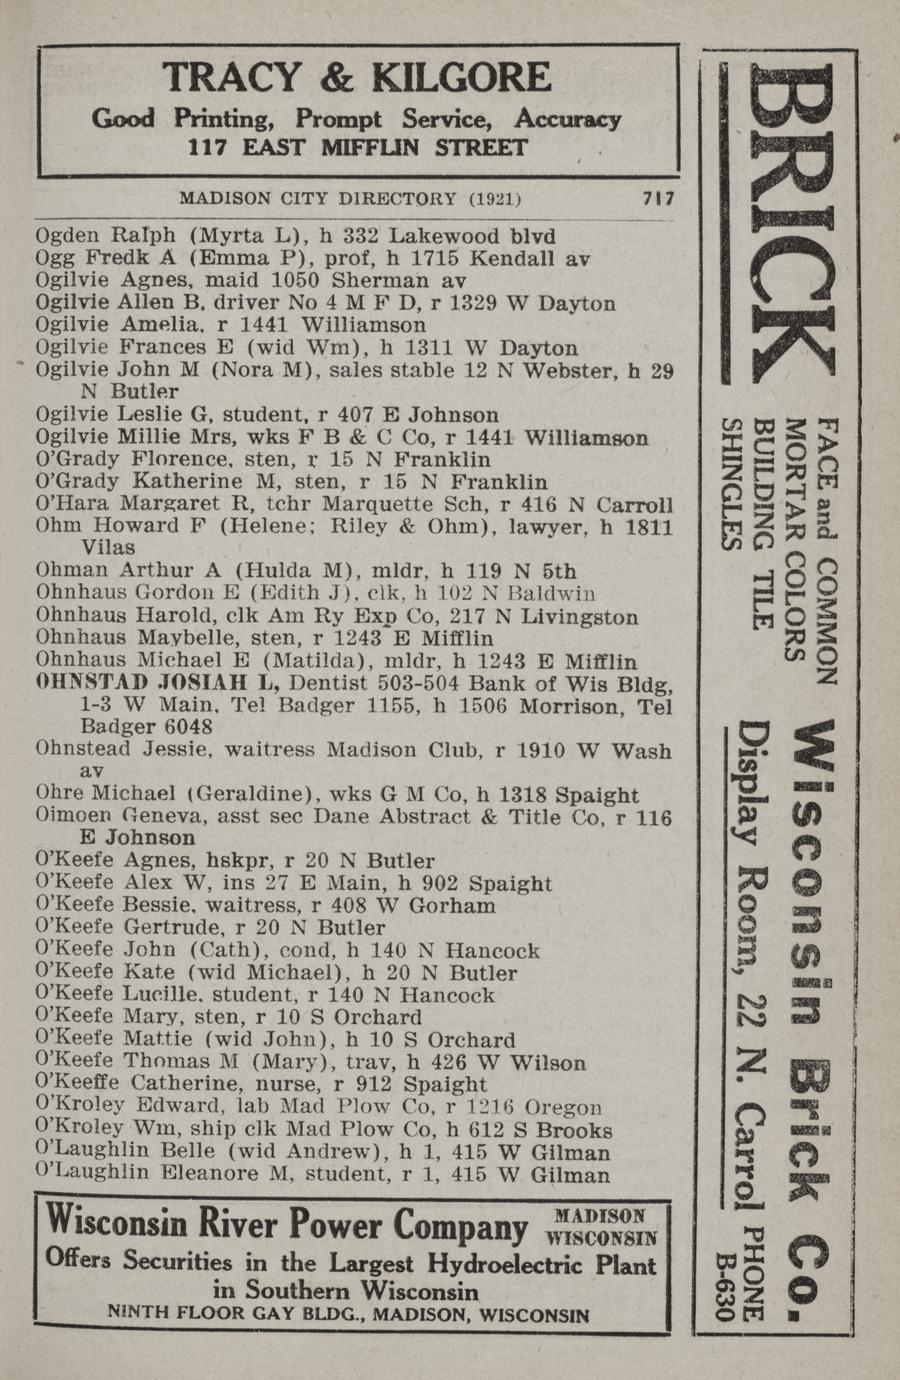 TRACY & KILGORE
Good Printing, Prompt Service, Accuracy
117 EAST MIFFLIN STREET
MADISON CITY DIRECTORY (1921) 717
Ogden Ralph (Myrta L), h 332 Lakewood blvd
Ogg Fredk A (Emma P), prof, h 1715 Kendall av
Ogilvie Agnes, maid 1050 Sherman av
Ogilvie Allen B, driver No 4 M F D, r 1329 W Dayton
Ogilvie Amelia, r 1441 Williamson
Ogilvie Frances E (wid Wm), h 1311 W Dayton
Ogilvie John M (Nora M), sales stable 12 N Webster, h 29
N Butler
Ogilvie Leslie G, student, r 407 E Johnson
Ogilvie Millie Mrs, wks F B & C Co, r 1441 Williamson
O'Grady Florence, sten, r 15 N Franklin
O'Grady Katherine M, sten, r 15 N Franklin
O'Hara Margaret R, tchr Marquette Sch, r 416 N Carroll
Ohm Howard F (Helene; Riley & Ohm), lawyer, h 1811
Vilas
Ohman Arthur A (Hulda M), mldr, h 119 N 5th
Ohnhaus Gordon E (Edith J), clk, h 102 N Baldwin
Ohnhaus Harold, clk Am Ry Exp Co, 217 N Livingston
Ohnhaus Maybelle, sten, r 1243 E Mifflin
Ohnhaus Michael E (Matilda), mldr, h 1243 E Mifflin
OHNSTAD JOSIAH L, Dentist 503-504 Bank of Wis Bldg,
1-3 W Main, Tel Badger 1155, h 1506 Morrison, Tel
Badger 6048
Ohnstead Jessie, waitress Madison Club, r 1910 W Wash
av
Ohre Michael (Geraldine), wks G M Co, h 1318 Spaight
Oimoen Geneva, asst sec Dane Abstract & Title Co, r 116
E Johnson
O'Keefe Agnes, hskpr, r 20 N Butler
O'Keefe Alex W, ins 27 E Main, h 902 Spaight
O'Keefe Bessie, waitress, r 408 W Gorham
O'Keefe Gertrude, r 20 N Butler
O'Keefe John (Cath), cond, h 140 N Hancock
O'Keefe Kate (wid Michael), h 20 N Butler
O'Keefe Lucille, student, r 140 N Hancock
O'Keefe Mary, sten, r 10 S Orchard
O'Keefe Mattie (wid John), h 10 S Orchard
O'Keefe Thomas M (Mary), trav, h 426 W Wilson
O'Keeffe Catherine, nurse, r 912 Spaight
O'Kroley Edward, lab Mad Plow Co, r 1216 Oregon
O'Kroley Wm, ship clk Mad Plow Co, h 612 S Brooks
O'Laughlin Belle (wid Andrew), h 1, 415 W Gilman
O'Laughlin Eleanore M, student, r 1, 415 W Gilman
Wisconsin River Power Company MADISON
WISCONSIN
Offers Securities in the Largest Hydroelectric Plant
in Southern Wisconsin
NINTH FLOOR GAY BLDG., MADISON, WISCONSIN
BRICK
FACE and COMMON
MORTAR COLORS
BUILDING TILE
SHINGLES
Wisconsin Brick Co.
Display Room, 22 N. Carrol PHONE
B-630